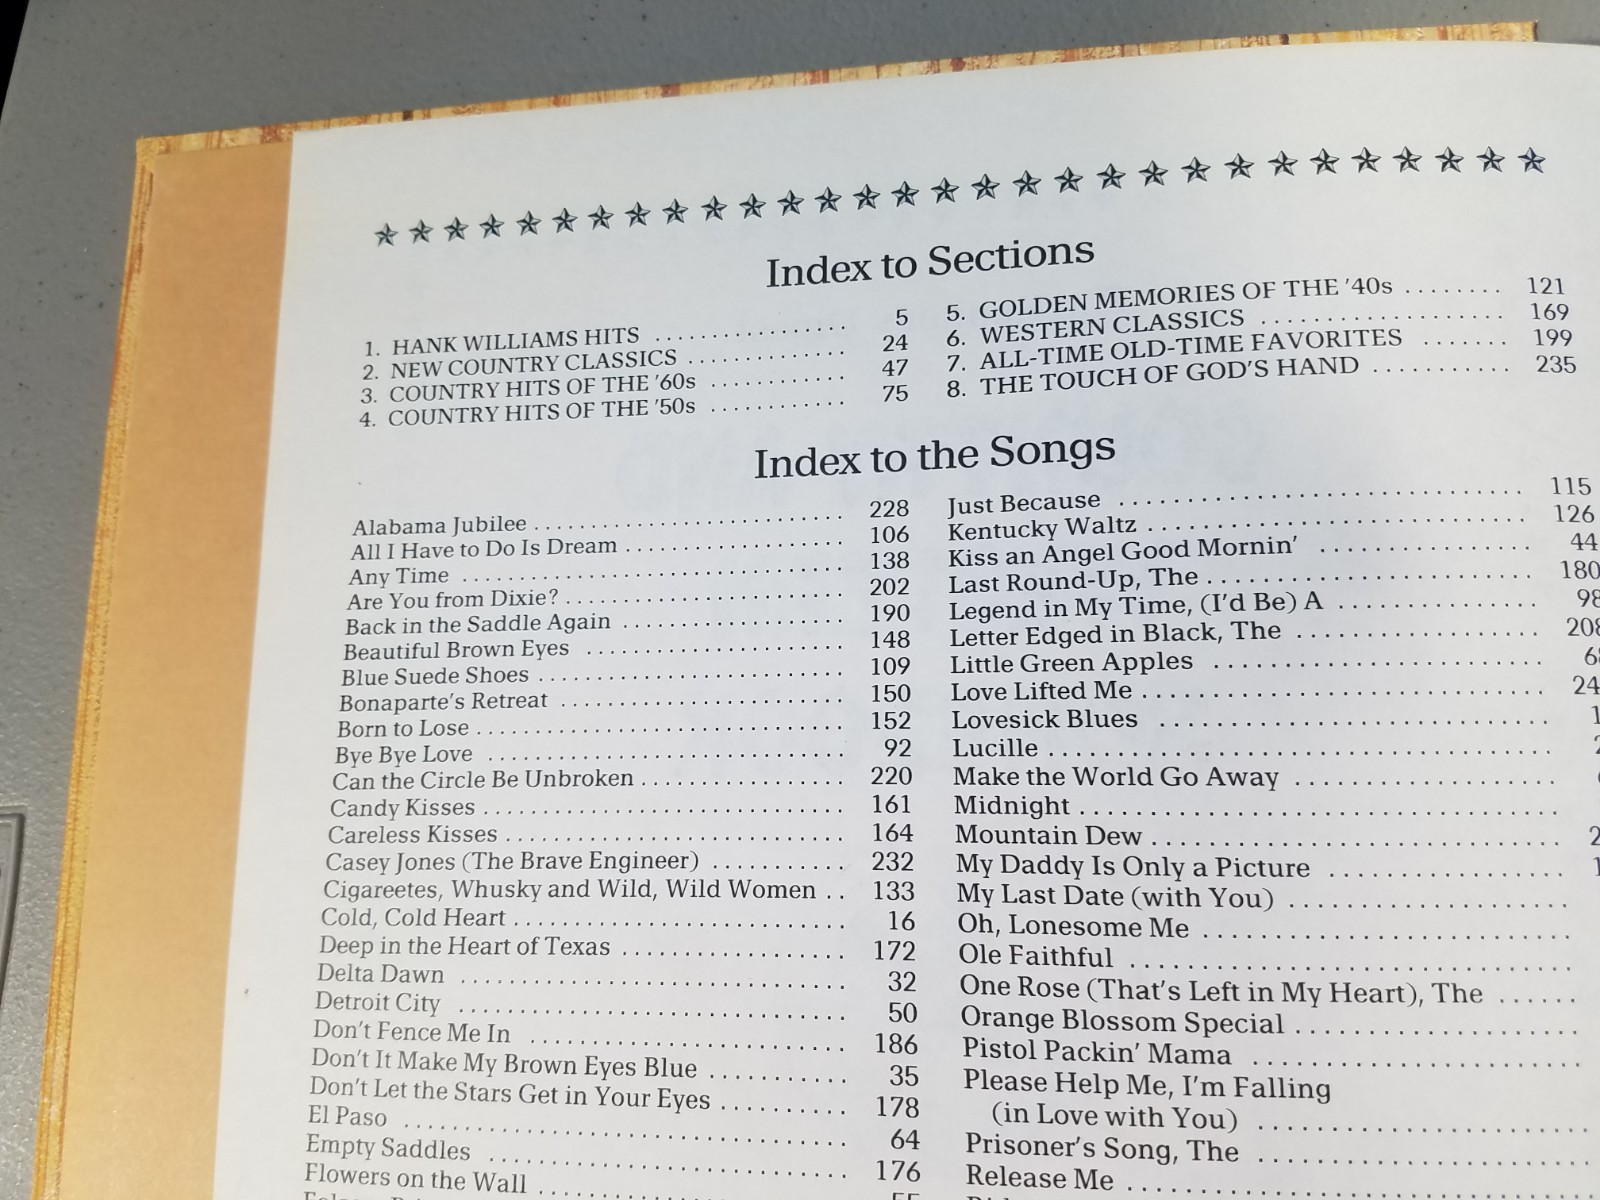 Index to Sections
1. HANK WILLIAMS HITS 5
2. NEW COUNTRY CLASSICS 24
3. COUNTRY HITS OF THE '60s 47
4. COUNTRY HITS OF THE '50s 75
5. GOLDEN MEMORIES OF THE '40s 121
6. WESTERN CLASSICS 169
7. ALL-TIME OLD-TIME FAVORITES 199
8. THE TOUCH OF GOD'S HAND 235
Index to the Songs
Alabama Jubilee 228
All I Have to Do Is Dream 106
Any Time 138
Are You from Dixie? 202
Back in the Saddle Again 190
Beautiful Brown Eyes 148
Blue Suede Shoes 109
Bonaparte's Retreat 150
Born to Lose 152
Bye Bye Love 92
Can the Circle Be Unbroken 220
Candy Kisses 161
Careless Kisses 164
Casey Jones (The Brave Engineer) 232
Cigareetes, Whusky and Wild, Wild Women 133
Cold, Cold Heart 16
Deep in the Heart of Texas 172
Delta Dawn 32
Detroit City 50
Don't Fence Me In 186
Don't It Make My Brown Eyes Blue 35
Don't Let the Stars Get in Your Eyes 178
El Paso 64
Empty Saddles 176
Flowers on the Wall 55
Just Because 115
Kentucky Waltz 126
Kiss an Angel Good Mornin' 44
Last Round-Up, The 180
Legend in My Time, (I'd Be) A 98
Letter Edged in Black, The 208
Little Green Apples
Love Lifted Me
Lovesick Blues
Lucille
Make the World Go Away
Midnight
Mountain Dew
My Daddy Is Only a Picture
My Last Date (with You)
Oh, Lonesome Me
Ole Faithful
One Rose (That's Left in My Heart), The
Orange Blossom Special
Pistol Packin' Mama
Please Help Me, I'm Falling
(in Love with You)
Prisoner's Song, The
Release Me